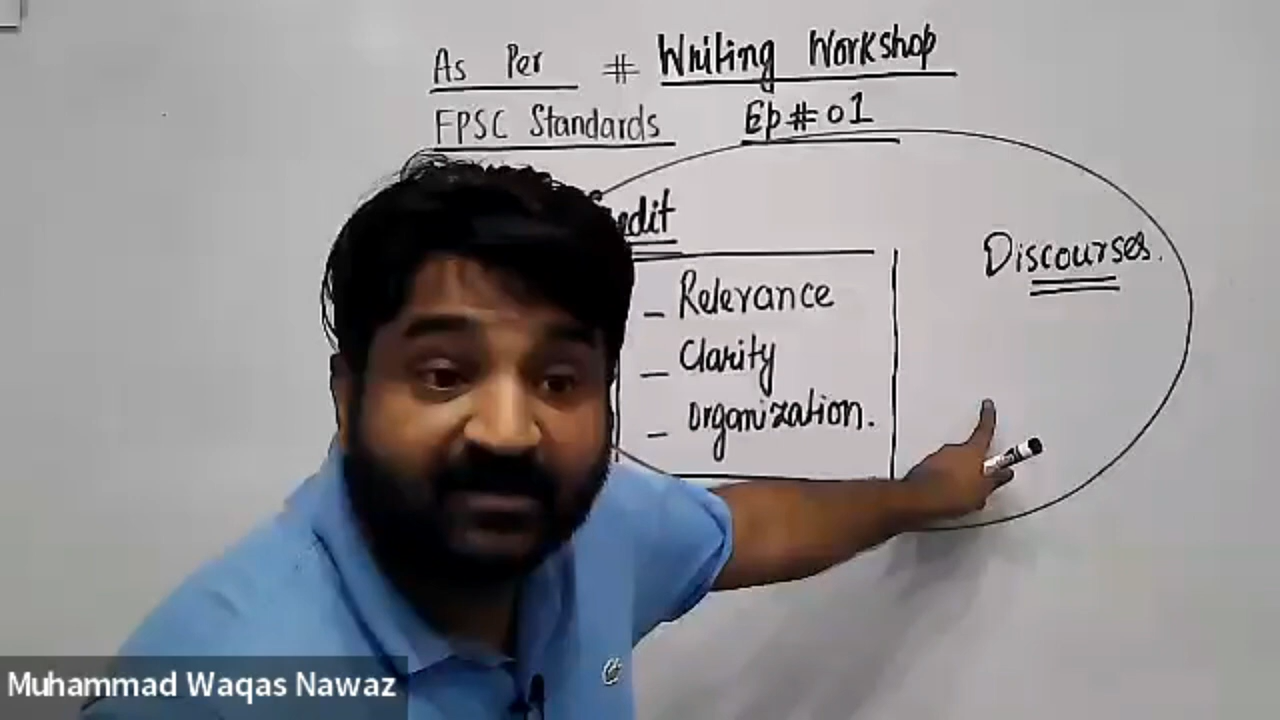 As Per # Writing Workshop
FPSC Standards Ep#01
Discourses.
- Relevance
- Clarity
- organization.
Muhammad Waqas Nawaz